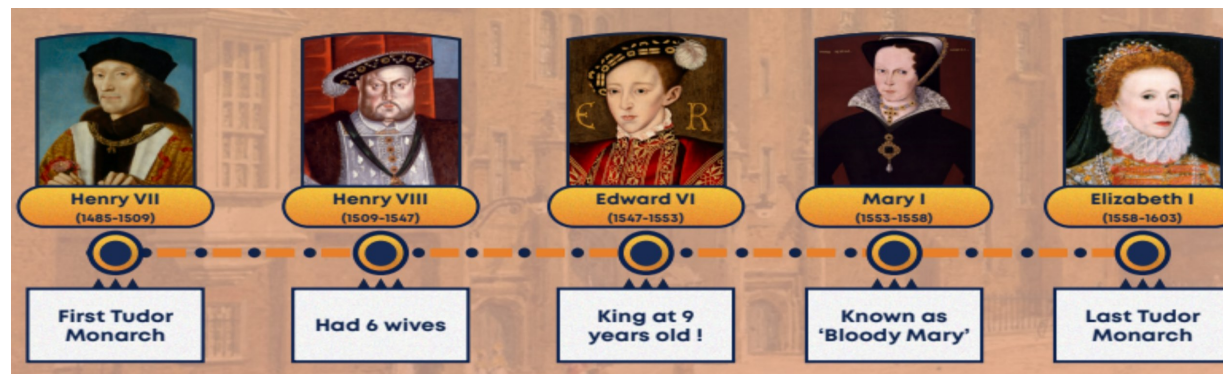 Henry VII
(1485-1509)
Henry VIII
(1509-1547)
E R
Edward VI
(1547-1553)
Mary I
(1553-1558)
Elizabeth I
(1558-1603)
First Tudor
Monarch
Had 6 wives
King at 9
years old !
Known as
‘Bloody Mary’
Last Tudor
Monarch